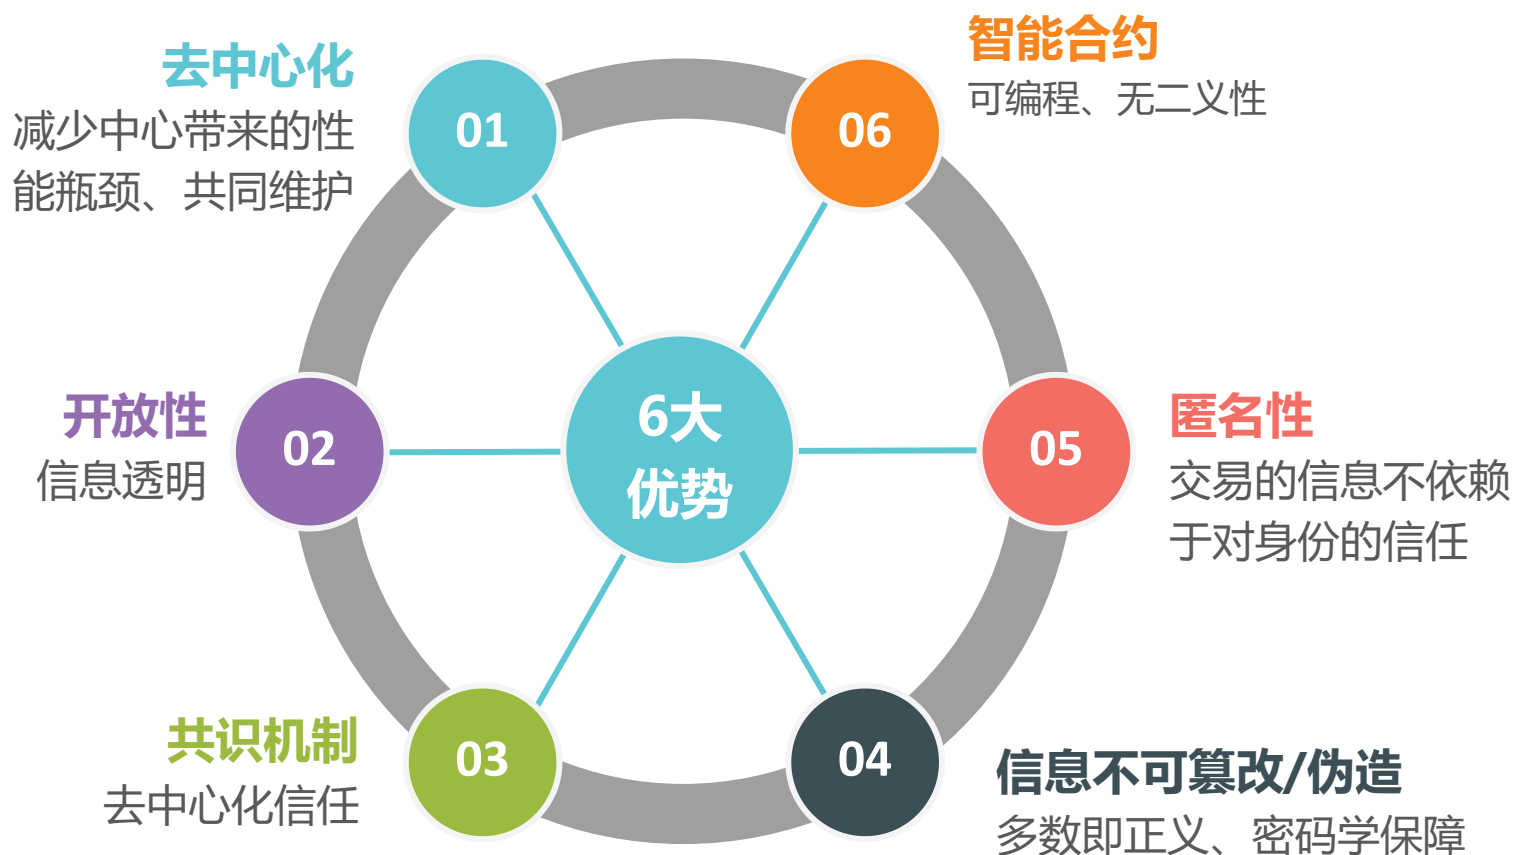 去中心化
减少中心带来的性
能瓶颈、共同维护
01
06
智能合约
可编程、无二义性
开放性
信息透明
02
6大
优势
05
匿名性
交易的信息不依赖
于对身份的信任
共识机制
去中心化信任
03
04
信息不可篡改/伪造
多数即正义、密码学保障